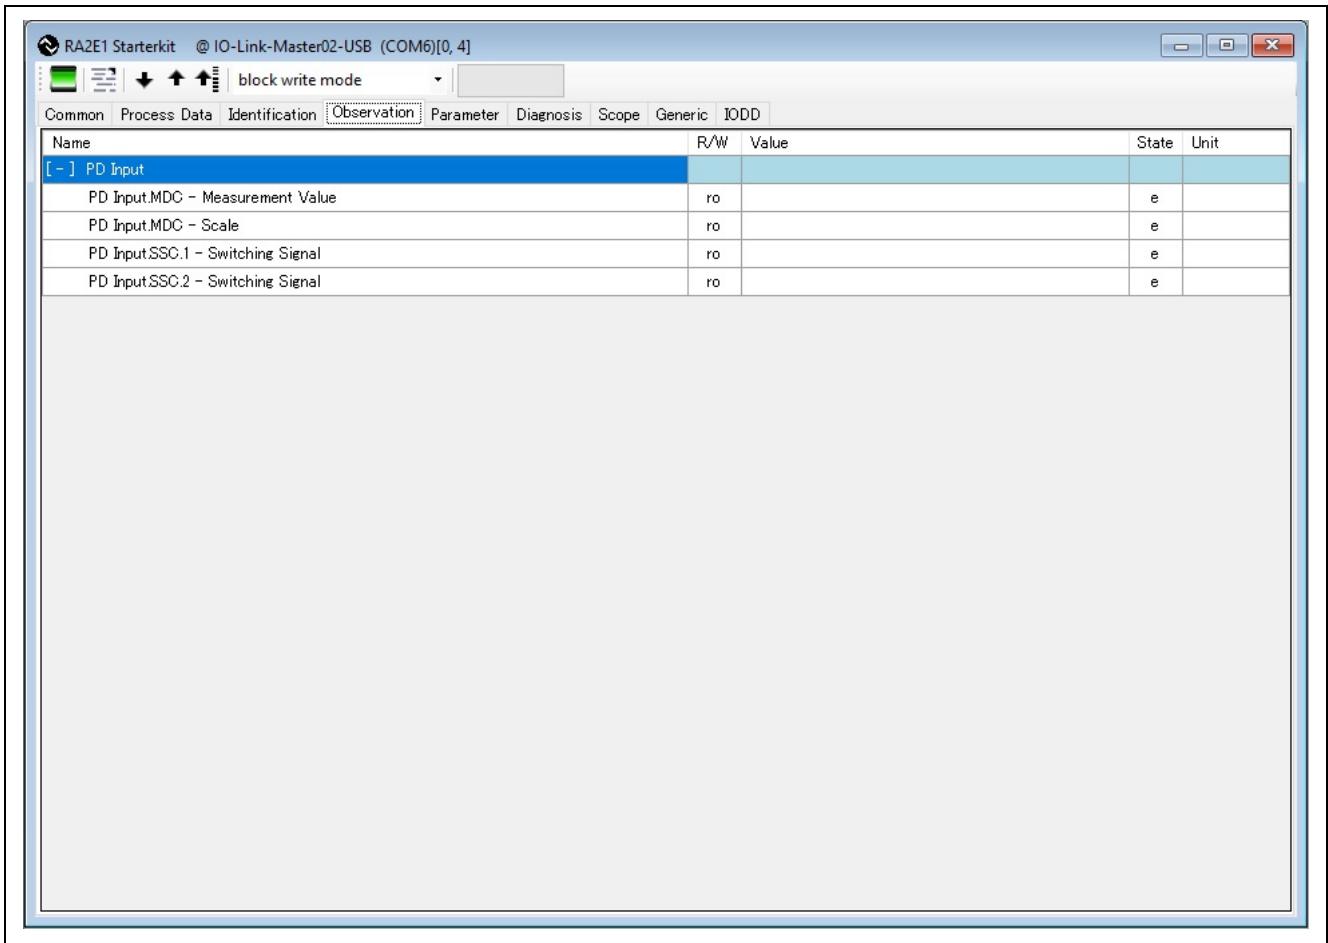 RA2E1 Starterkit @ IO-Link-Master02-USB (COM6)[0, 4]
block write mode
Common Process Data Identification Observation Parameter Diagnosis Scope Generic IODD
Name R/W Value State Unit
[-] PD Input
PD Input.MDC - Measurement Value ro e
PD Input.MDC - Scale ro e
PD Input.SSC.1 - Switching Signal ro e
PD Input.SSC.2 - Switching Signal ro e